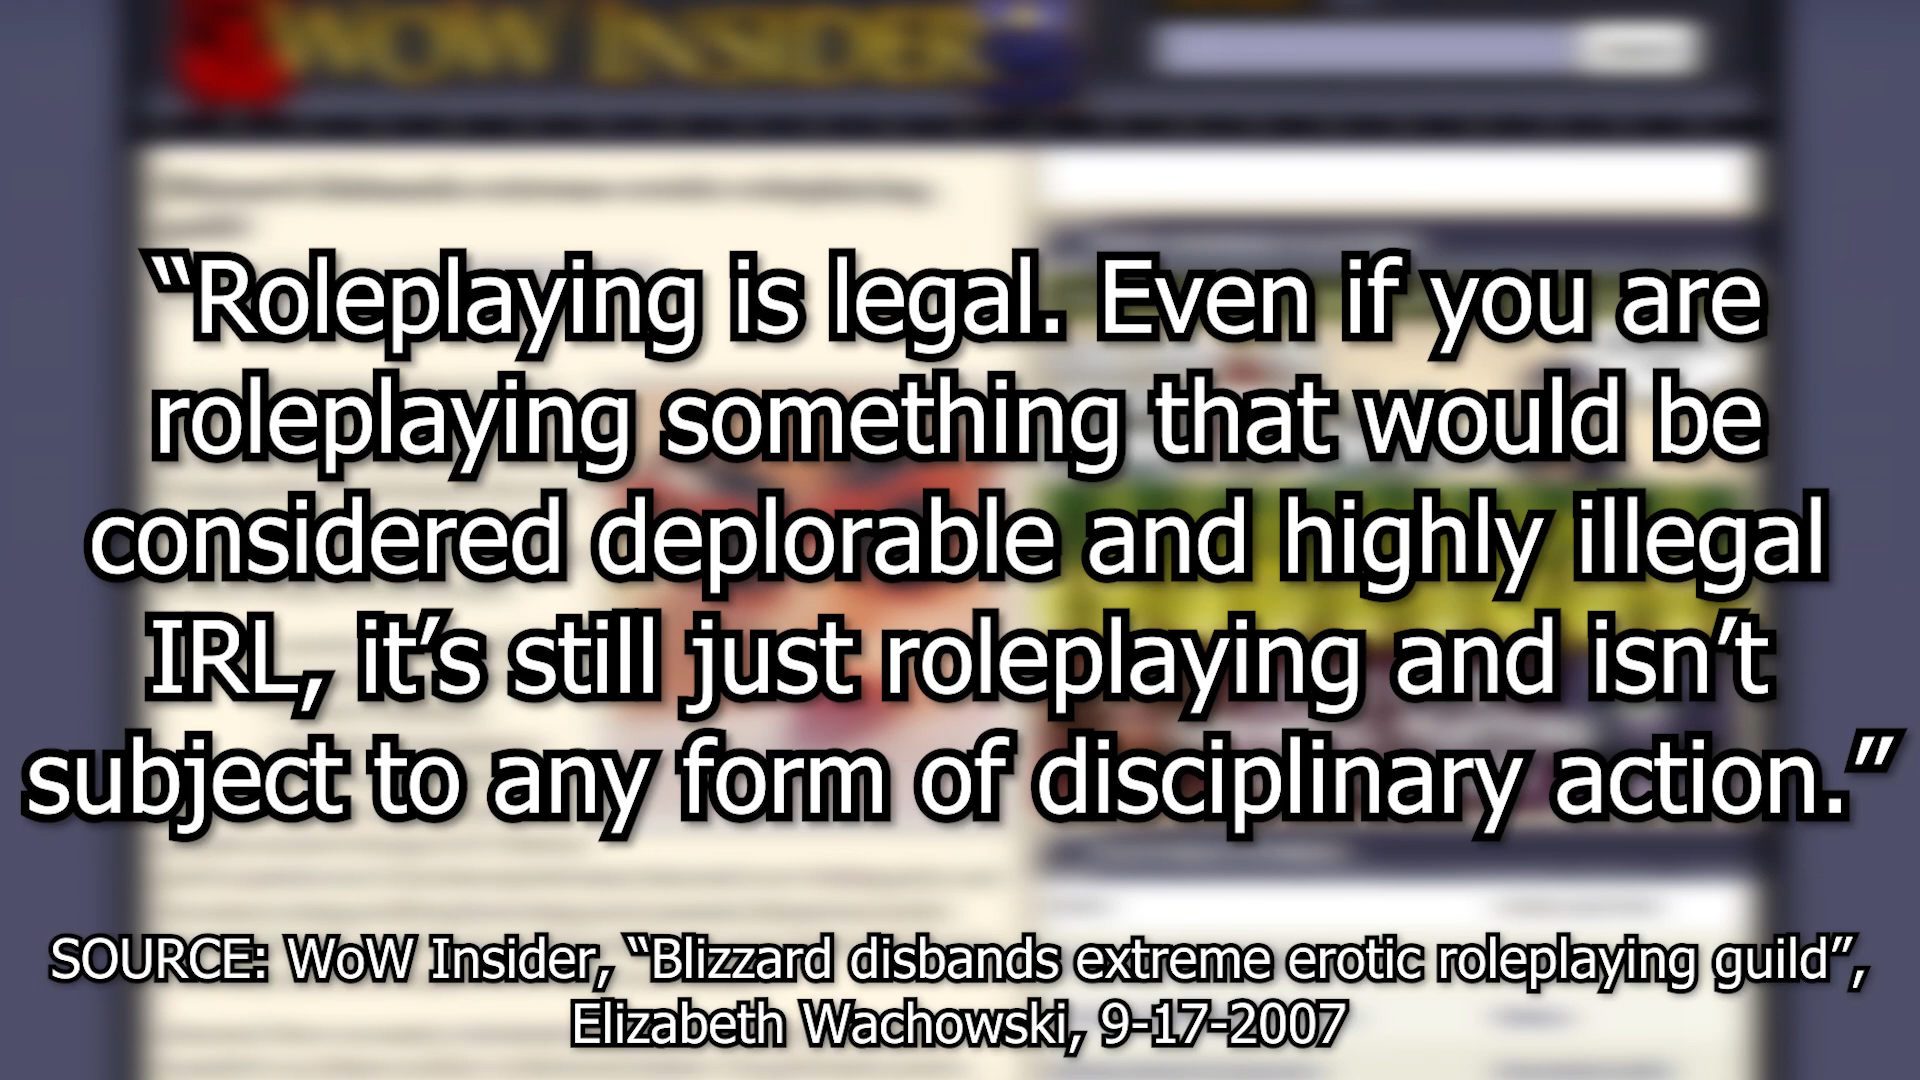 WOW INSIDER
“Roleplaying is legal. Even if you are
roleplaying something that would be
considered deplorable and highly illegal
IRL, it’s still just roleplaying and isn’t
subject to any form of disciplinary action.”
SOURCE: WoW Insider, “Blizzard disbands extreme erotic roleplaying guild”,
Elizabeth Wachowski, 9-17-2007